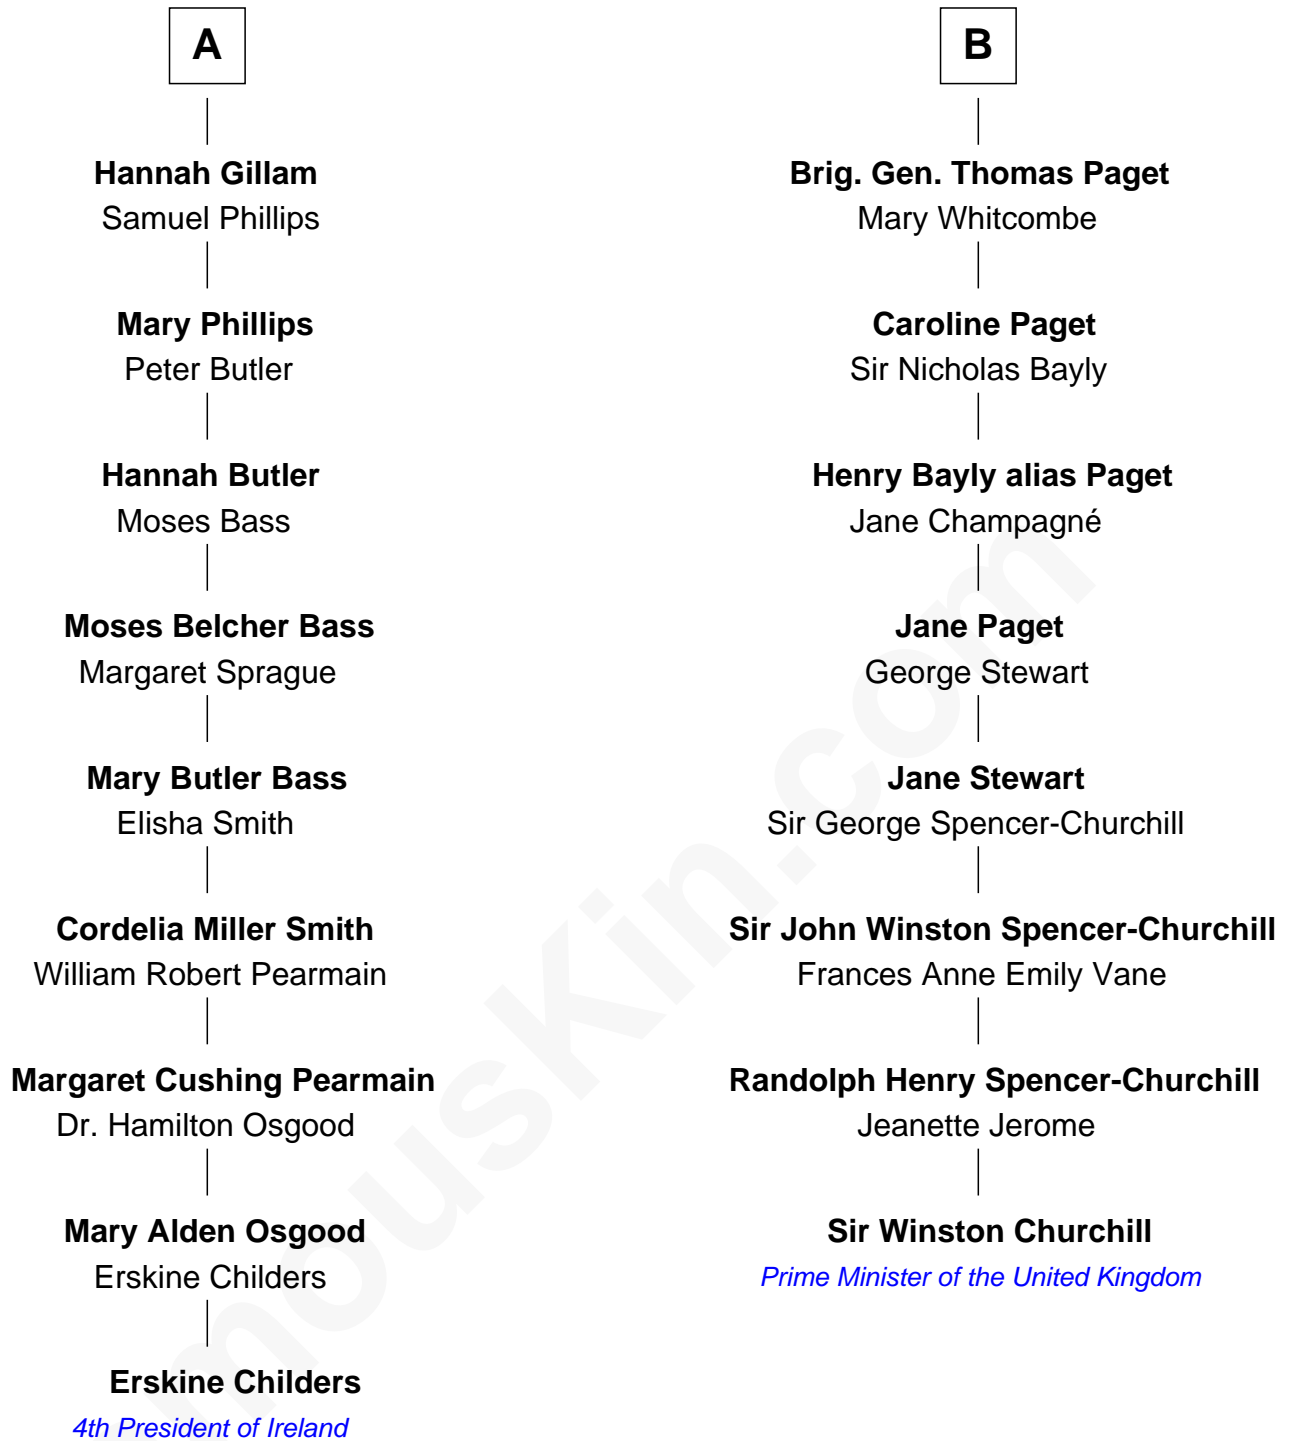 A
Hannah Gillam
Samuel Phillips
Mary Phillips
Peter Butler
Hannah Butler
Moses Bass
Moses Belcher Bass
Margaret Sprague
Mary Butler Bass
Elisha Smith
Cordelia Miller Smith
William Robert Pearmain
Margaret Cushing Pearmain
Dr. Hamilton Osgood
Mary Alden Osgood
Erskine Childers
Erskine Childers
4th President of Ireland
B
Brig. Gen. Thomas Paget
Mary Whitcombe
Caroline Paget
Sir Nicholas Bayly
Henry Bayly alias Paget
Jane Champagné
Jane Paget
George Stewart
Jane Stewart
Sir George Spencer-Churchill
Sir John Winston Spencer-Churchill
Frances Anne Emily Vane
Randolph Henry Spencer-Churchill
Jeanette Jerome
Sir Winston Churchill
Prime Minister of the United Kingdom
mousKin.com